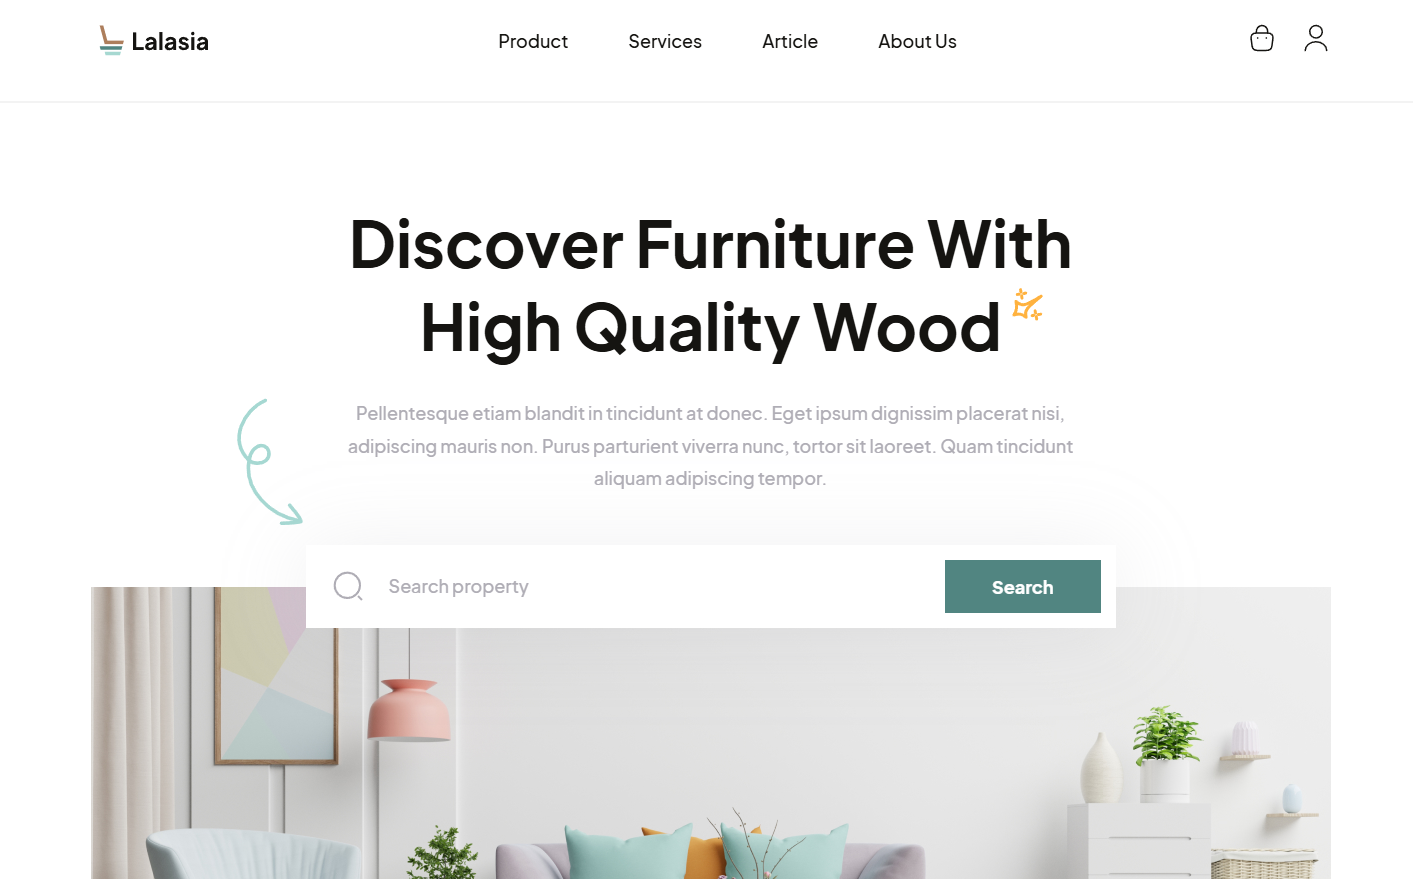 Lalasia
Product
Services
Article
About Us
Discover Furniture With
High Quality Wood
Pellentesque etiam blandit in tincidunt at donec. Eget ipsum dignissim placerat nisi,
adipiscing mauris non. Purus parturient viverra nunc, tortor sit laoreet. Quam tincidunt
aliquam adipiscing tempor.
Search property
Search